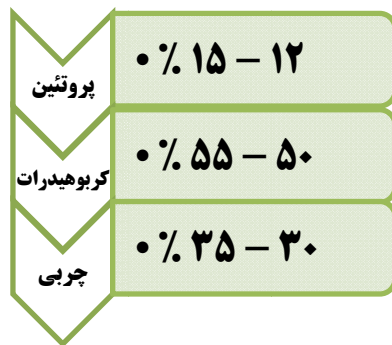 پروتئین
• ٪ ۱۵ – ۱۲
کربوهیدرات
• ٪ ۵۵ – ۵۰
چربی
• ٪ ۳۵ – ۳۰